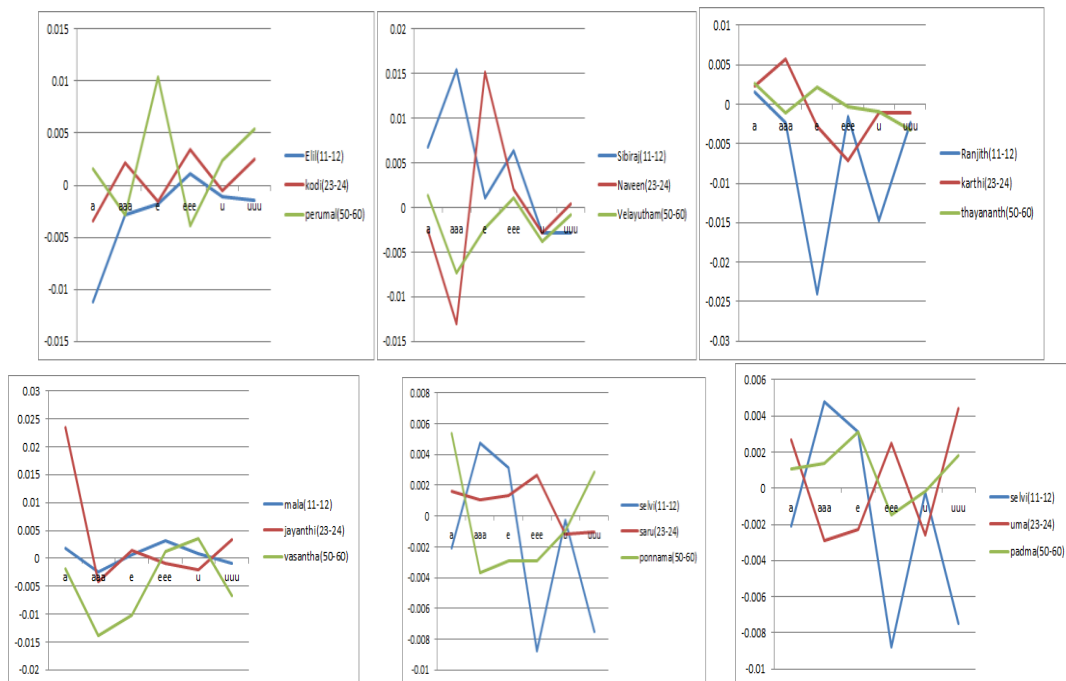 0.015
0.01
0.005
0
-0.005
-0.01
-0.015
a aaa e eee u uuu
Elil(11-12)
kodi(23-24)
perumal(50-60)
0.02
0.015
0.01
0.005
0
-0.005
-0.01
-0.015
a aaa e eee u uuu
Sibiraj(11-12)
Naveen(23-24)
Velayutham(50-60)
0.01
0.005
0
-0.005
-0.01
-0.015
-0.02
-0.025
-0.03
a aaa e eee u uuu
Ranjith(11-12)
karthi(23-24)
thayananth(50-60)
0.03
0.025
0.02
0.015
0.01
0.005
0
-0.005
-0.01
-0.015
-0.02
a aaa e eee u uuu
mala(11-12)
jayanthi(23-24)
vasantha(50-60)
0.008
0.006
0.004
0.002
0
-0.002
-0.004
-0.006
-0.008
-0.01
a aaa e eee u uuu
selvi(11-12)
saru(23-24)
ponnama(50-60)
0.006
0.004
0.002
0
-0.002
-0.004
-0.006
-0.008
-0.01
a aaa e eee u uuu
selvi(11-12)
uma(23-24)
padma(50-60)